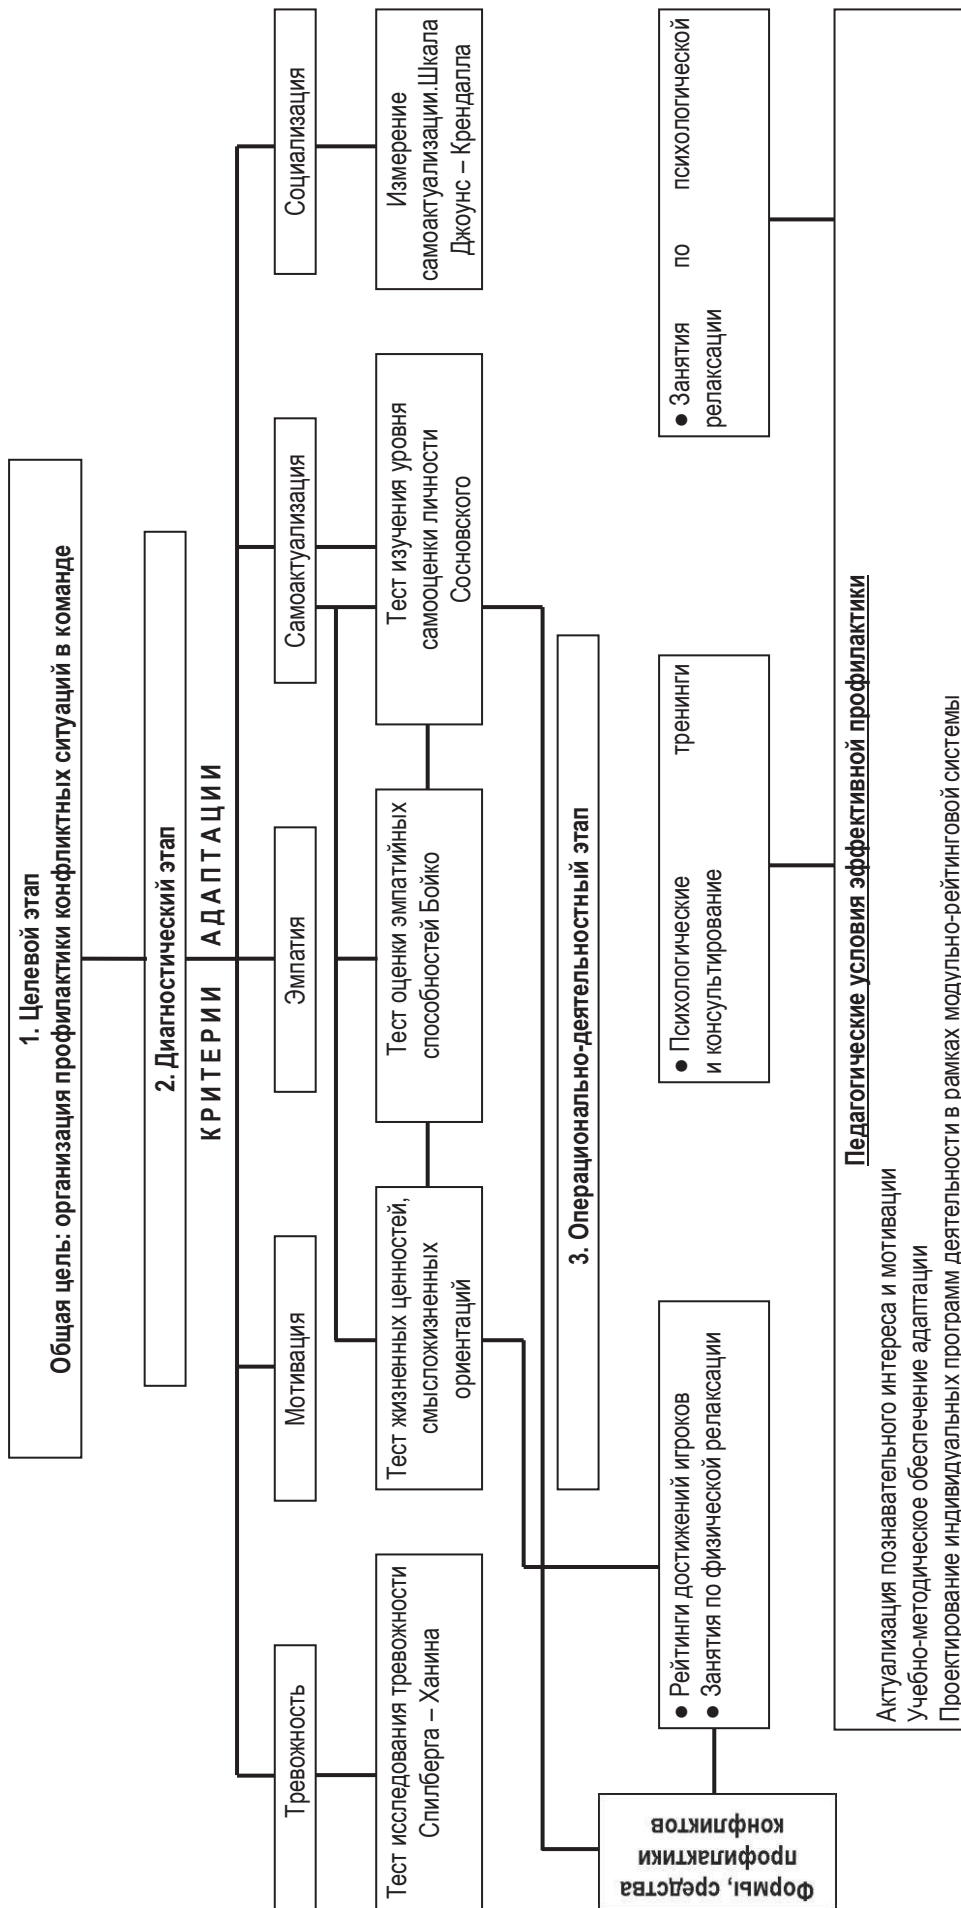 1. Целевой этап
Общая цель: организация профилактики конфликтных ситуаций в команде
2. Диагностический этап
КРИТЕРИИ АДАПТАЦИИ
Тревожность
Мотивация
Эмпатия
Самоактуализация
Социализация
Тест исследования тревожности
Спилберга – Ханина
Тест жизненных ценностей,
смысложизненных
ориентаций
Тест оценки эмпатийных
способностей Бойко
Тест изучения уровня
самооценки личности
Сосновского
Измерение
самоактуализации.Шкала
Джоунс – Крендалла
3. Операционально-деятельностный этап
Формы, средства
профилактики
конфликтов
● Рейтинги достижений игроков
● Занятия по физической релаксации
● Психологические тренинги
и консультирование
● Занятия по психологической
релаксации
Педагогические условия эффективной профилактики
Актуализация познавательного интереса и мотивации
Учебно-методическое обеспечение адаптации
Проектирование индивидуальных программ деятельности в рамках модульно-рейтинговой системы